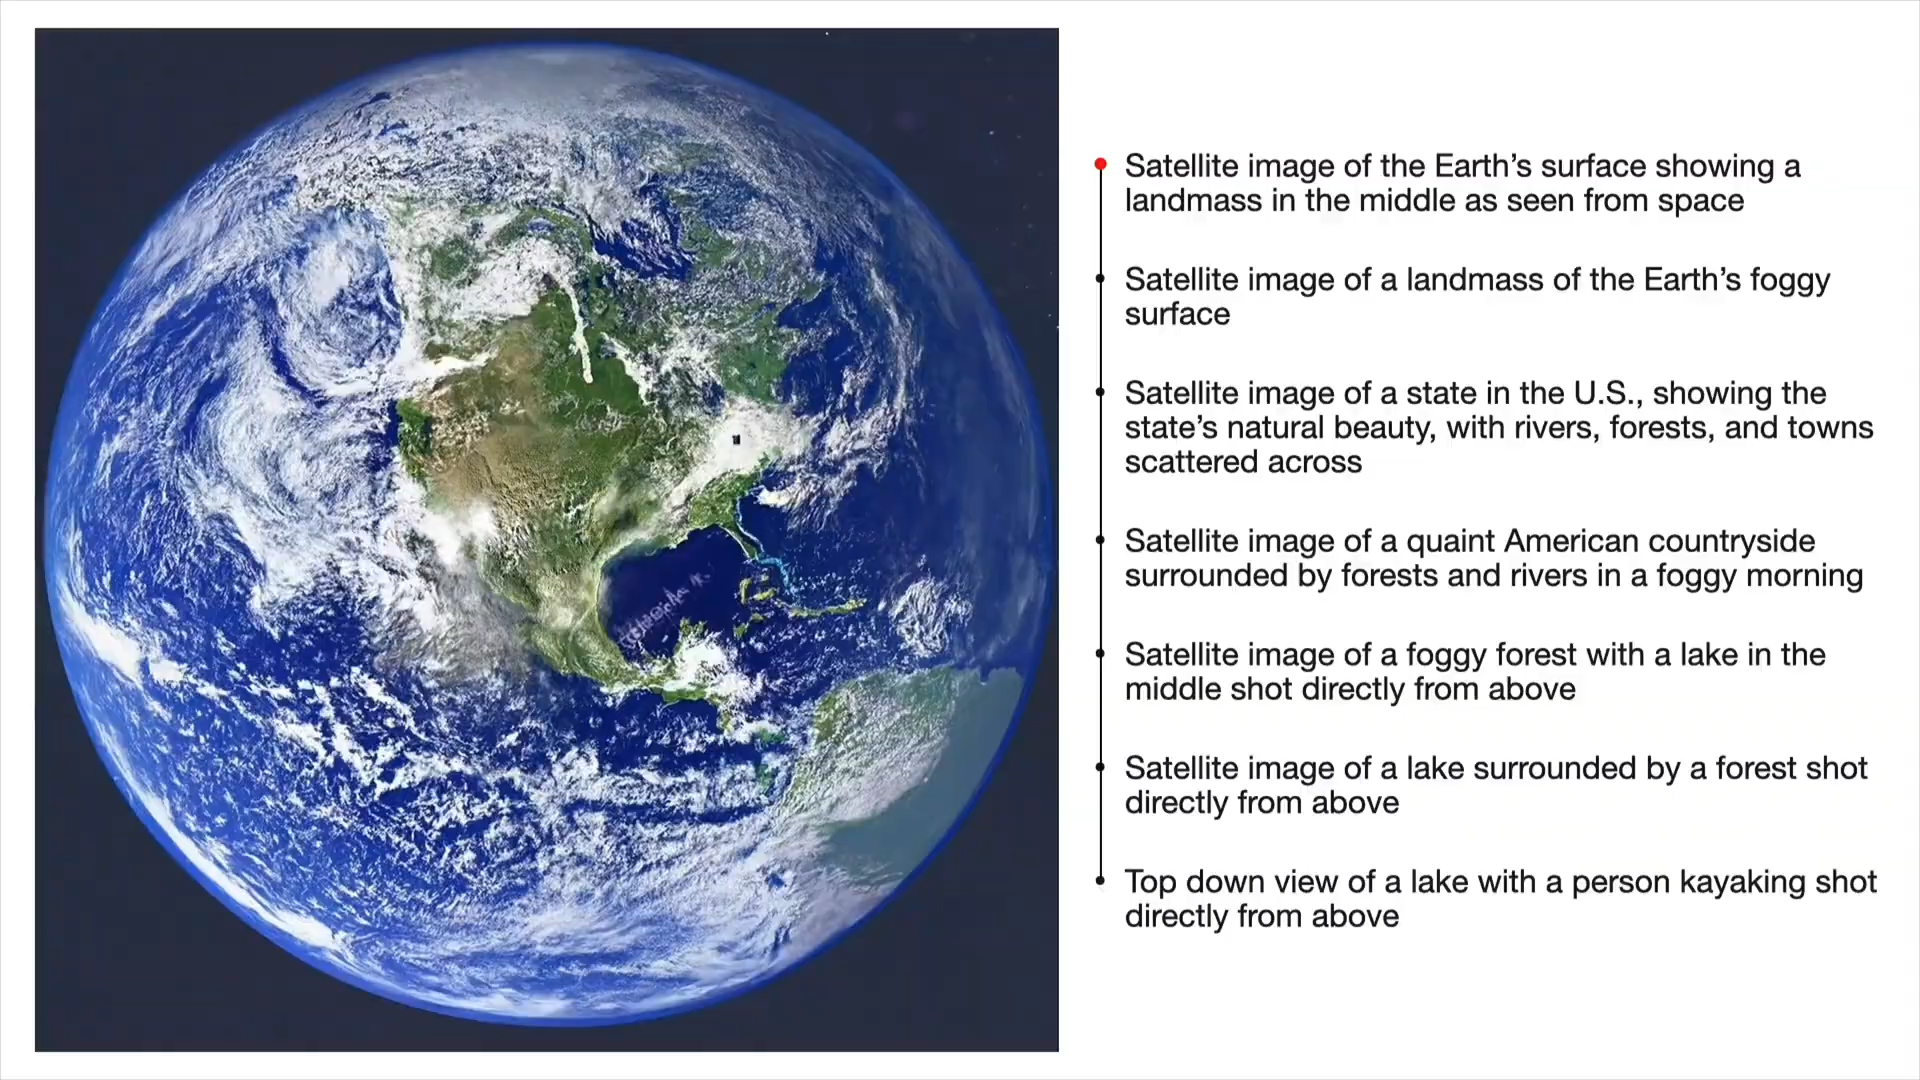 Satellite image of the Earth’s surface showing a
landmass in the middle as seen from space
Satellite image of a landmass of the Earth’s foggy
surface
Satellite image of a state in the U.S., showing the
state’s natural beauty, with rivers, forests, and towns
scattered across
Satellite image of a quaint American countryside
surrounded by forests and rivers in a foggy morning
Satellite image of a foggy forest with a lake in the
middle shot directly from above
Satellite image of a lake surrounded by a forest shot
directly from above
Top down view of a lake with a person kayaking shot
directly from above